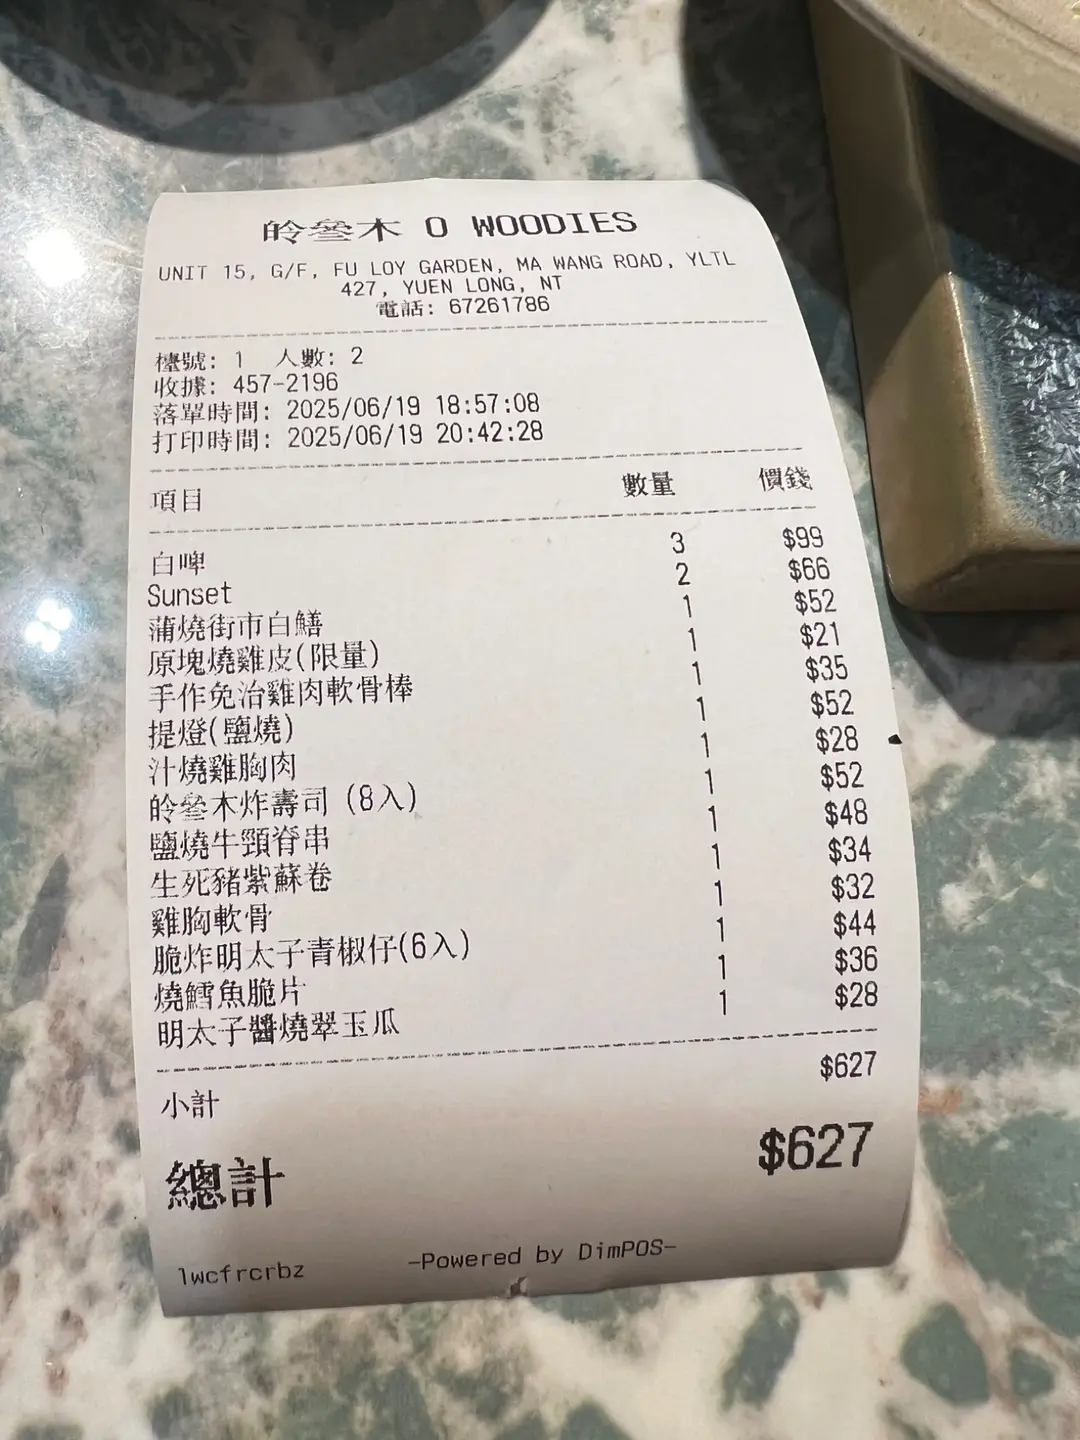 皊參木 O WOODIES
UNIT 15, G/F, FU LOY GARDEN, MA WANG ROAD, YLTL
427, YUEN LONG, NT
電話: 67261786
檯號: 1 人數: 2
收據: 457-2196
落單時間: 2025/06/19 18:57:08
打印時間: 2025/06/19 20:42:28
項目 數量 價錢
白啤 3 $99
Sunset 2 $66
蒲燒街市白鱔 1 $52
原塊燒雞皮(限量) 1 $21
手作免治雞肉軟骨棒 1 $35
提燈(鹽燒) 1 $52
汁燒雞胸肉 1 $28
皊參木炸壽司 (8入) 1 $52
鹽燒牛頸脊串 1 $48
生死豬紫蘇卷 1 $34
雞胸軟骨 1 $32
脆炸明太子青椒仔(6入) 1 $44
燒鱈魚脆片 1 $36
明太子醬燒翠玉瓜 1 $28
小計 $627
總計 $627
lwcfrcrbz -Powered by DimPOS-